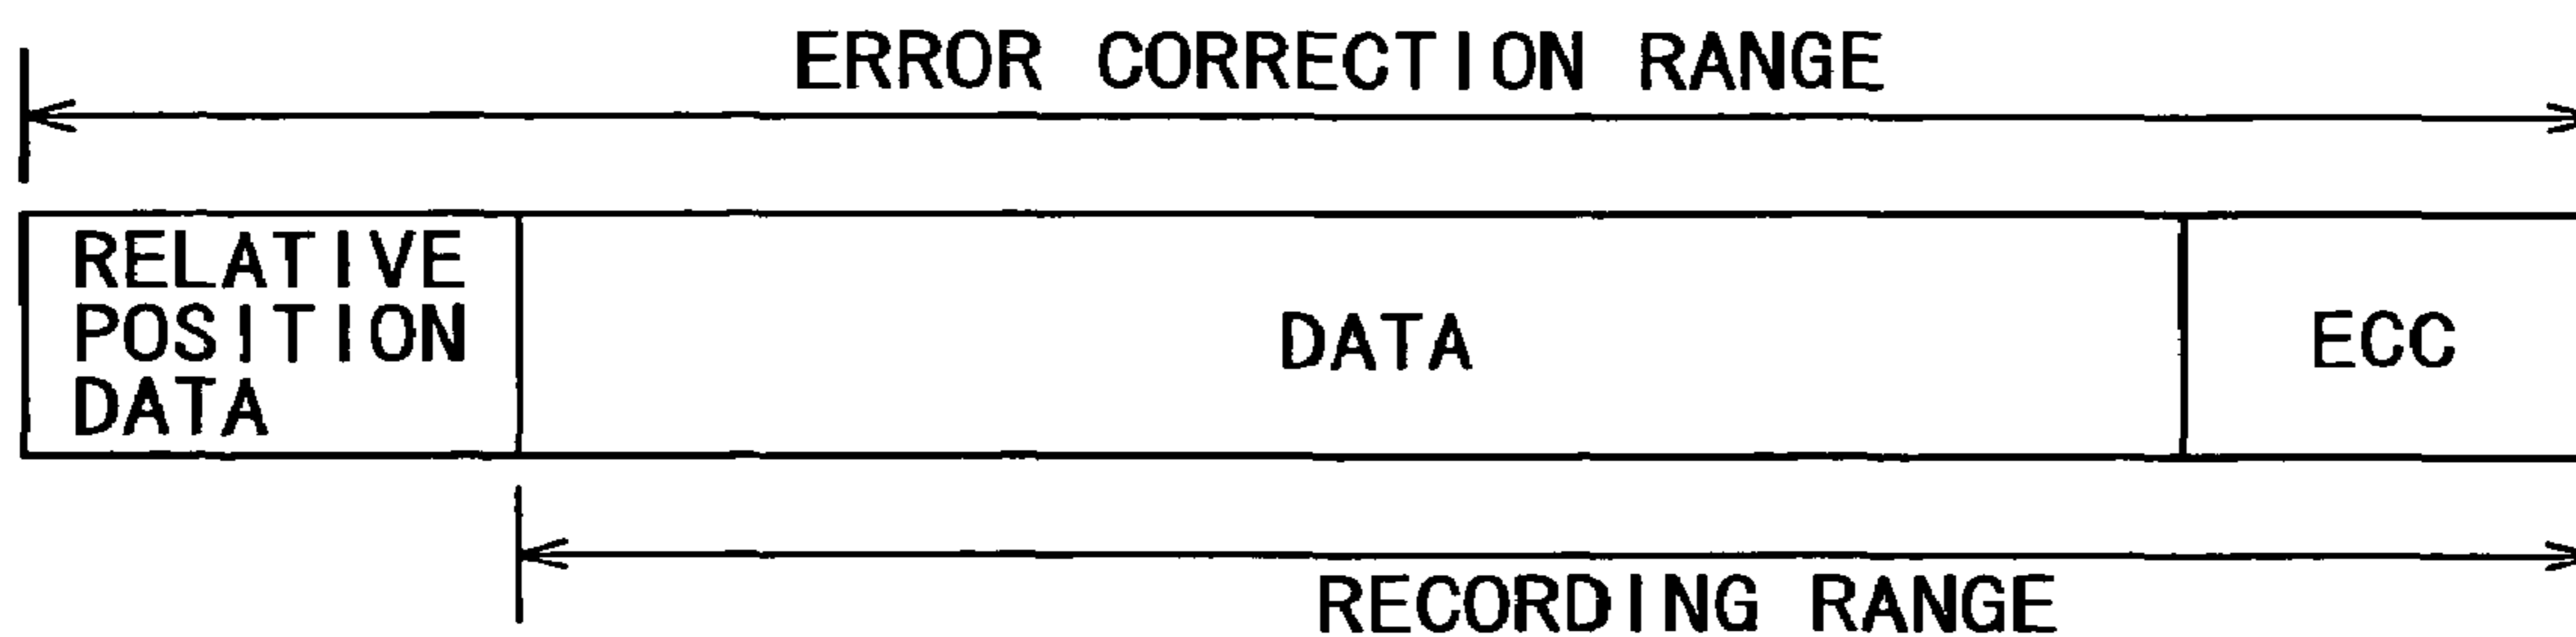 ERROR CORRECTION RANGE
RELATIVE
POSITION
DATA
DATA
ECC
RECORDING RANGE